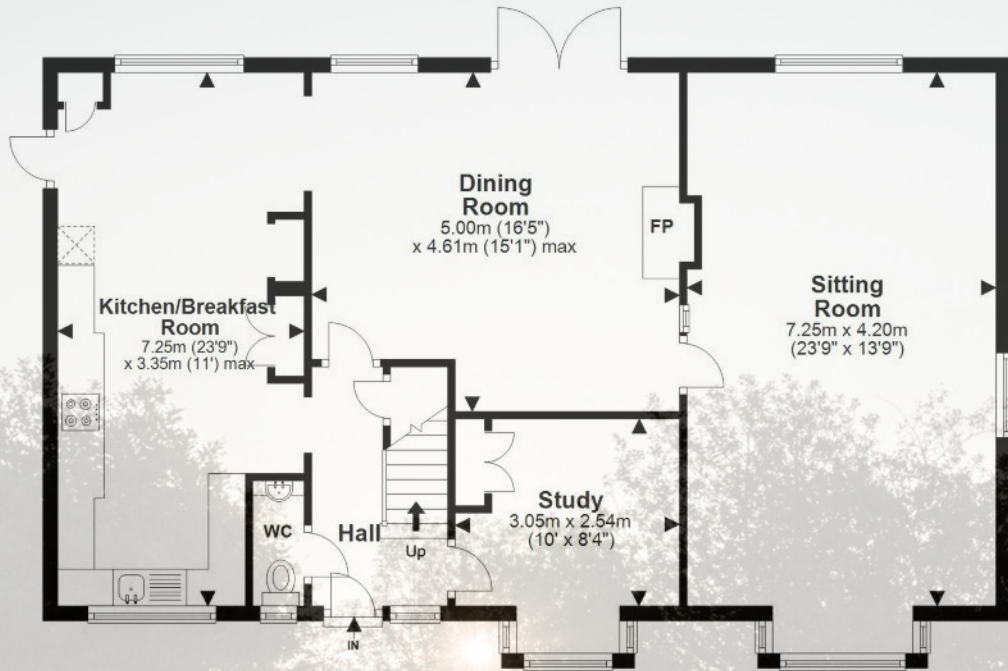 Dining
Room
5.00m (16'5")
x 4.61m (15'1") max
FP
Sitting
Room
7.25m x 4.20m
(23'9" x 13'9")
Kitchen/Breakfast
Room
7.25m (23'9")
x 3.35m (11') max
Study
3.05m x 2.54m
(10' x 8'4")
WC
Hall
Up
IN